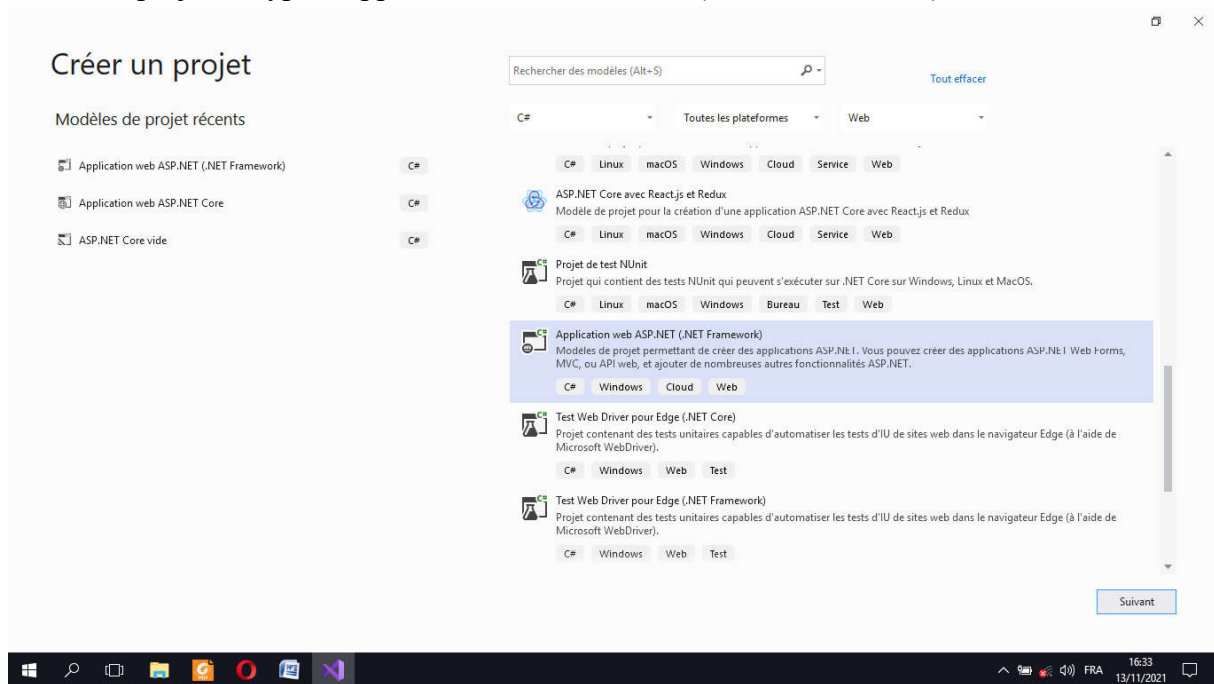 Créer un projet
Rechercher des modèles (Alt+S)
Tout effacer
Modèles de projet récents
C# Toutes les plateformes Web
Application web ASP.NET (.NET Framework) C#
Application web ASP.NET Core C#
ASP.NET Core vide C#
C# Linux macOS Windows Cloud Service Web
ASP.NET Core avec React.js et Redux
Modèle de projet pour la création d'une application ASP.NET Core avec React.js et Redux
C# Linux macOS Windows Cloud Service Web
Projet de test NUnit
Projet qui contient des tests NUnit qui peuvent s'exécuter sur .NET Core sur Windows, Linux et MacOS.
C# Linux macOS Windows Bureau Test Web
Application web ASP.NET (.NET Framework)
Modèles de projet permettant de créer des applications ASP.NET. Vous pouvez créer des applications ASP.NET Web Forms,
MVC, ou API web, et ajouter de nombreuses autres fonctionnalités ASP.NET.
C# Windows Cloud Web
Test Web Driver pour Edge (.NET Core)
Projet contenant des tests unitaires capables d'automatiser les tests d'IU de sites web dans le navigateur Edge (à l'aide de
Microsoft WebDriver).
C# Windows Web Test
Test Web Driver pour Edge (.NET Framework)
Projet contenant des tests unitaires capables d'automatiser les tests d'IU de sites web dans le navigateur Edge (à l'aide de
Microsoft WebDriver).
C# Windows Web Test
Suivant
FRA
16:33
13/11/2021